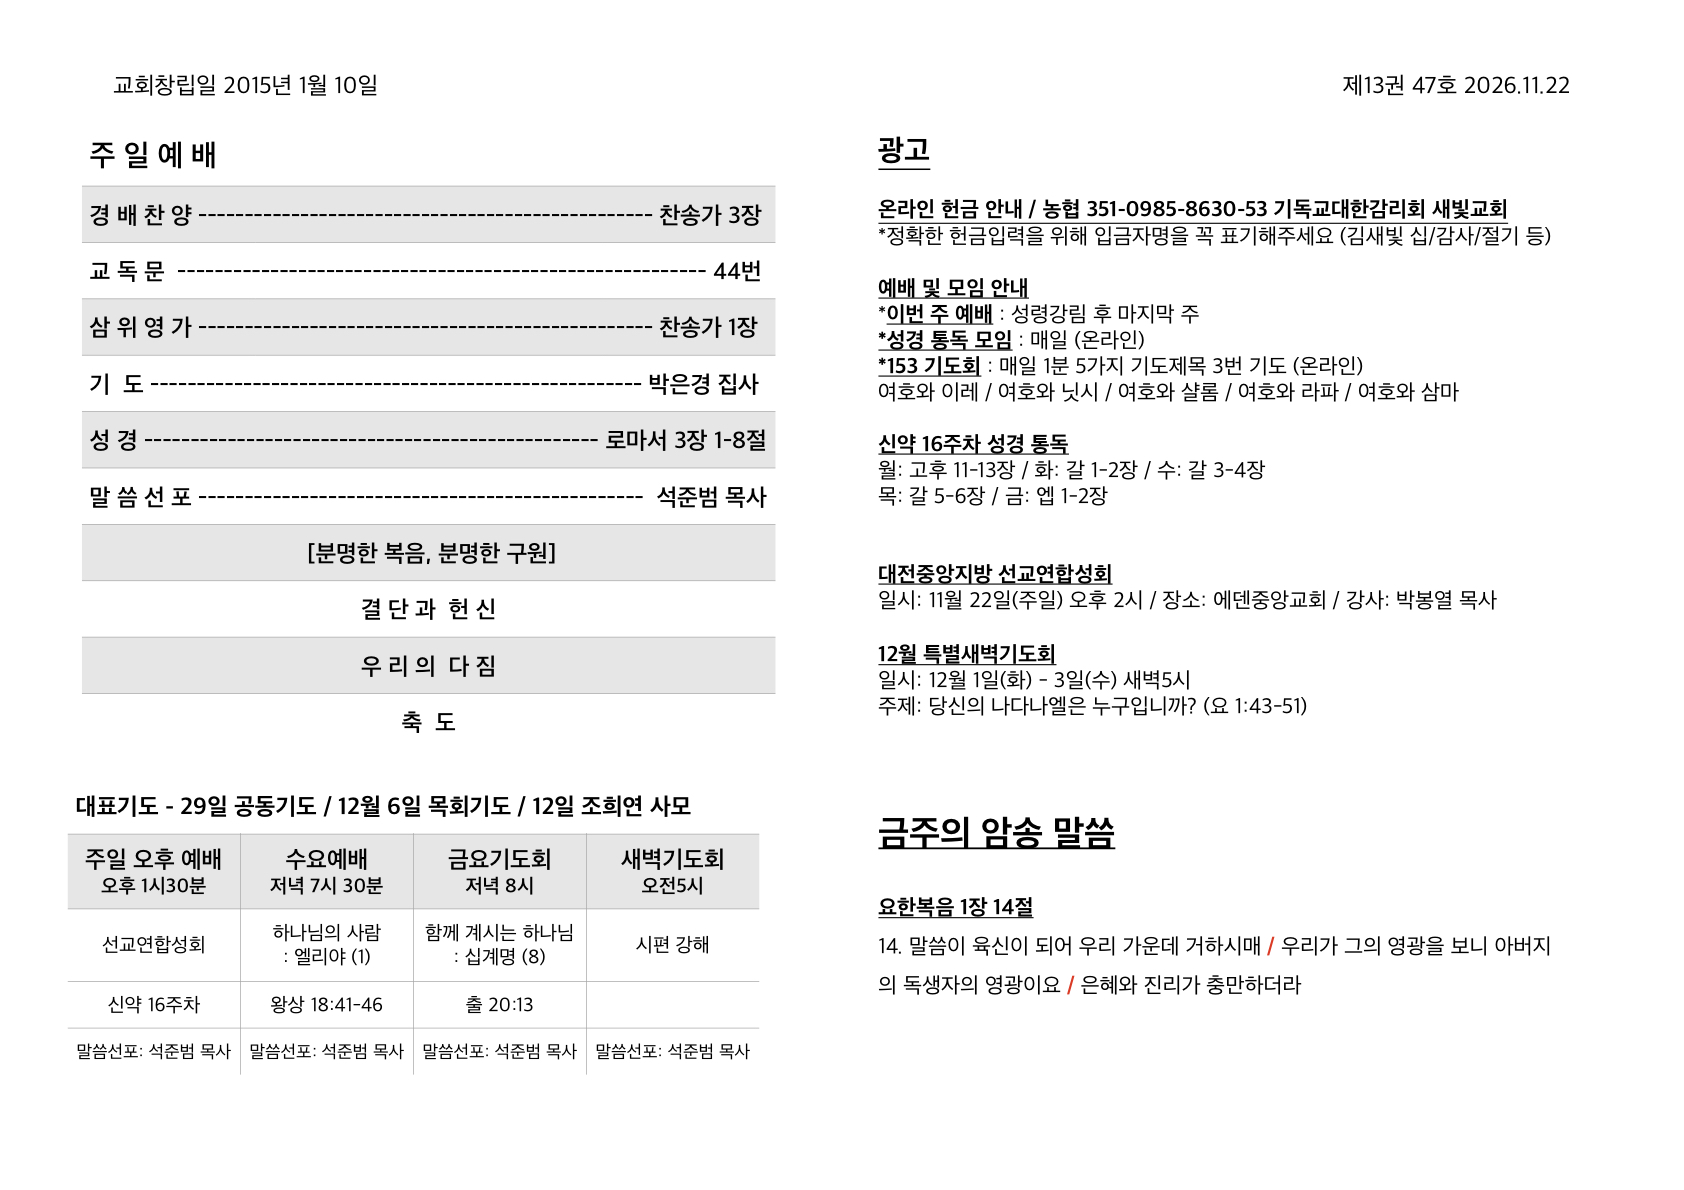 교회창립일 2015년 1월 10일
제13권 47호 2026.11.22
주 일 예 배
경 배 찬 양 ------------------------------------------------- 찬송가 3장
교 독 문 --------------------------------------------------------- 44번
삼 위 영 가 ------------------------------------------------- 찬송가 1장
기 도 ----------------------------------------------------- 박은경 집사
성 경 ------------------------------------------------- 로마서 3장 1-8절
말 씀 선 포 ------------------------------------------------ 석준범 목사
[분명한 복음, 분명한 구원]
결 단 과 헌 신
우 리 의 다 짐
축 도
대표기도 - 29일 공동기도 / 12월 6일 목회기도 / 12일 조희연 사모
주일 오후 예배 수요예배 금요기도회 새벽기도회
오후 1시30분 저녁 7시 30분 저녁 8시 오전5시
선교연합성회 하나님의 사람 함께 계시는 하나님 시편 강해
: 엘리야 (1) : 십계명 (8)
신약 16주차 왕상 18:41-46 출 20:13
말씀선포: 석준범 목사 말씀선포: 석준범 목사 말씀선포: 석준범 목사 말씀선포: 석준범 목사
광고
온라인 헌금 안내 / 농협 351-0985-8630-53 기독교대한감리회 새빛교회
*정확한 헌금입력을 위해 입금자명을 꼭 표기해주세요 (김새빛 십/감사/절기 등)
예배 및 모임 안내
*이번 주 예배 : 성령강림 후 마지막 주
*성경 통독 모임 : 매일 (온라인)
*153 기도회 : 매일 1분 5가지 기도제목 3번 기도 (온라인)
여호와 이레 / 여호와 닛시 / 여호와 샬롬 / 여호와 라파 / 여호와 삼마
신약 16주차 성경 통독
월: 고후 11-13장 / 화: 갈 1-2장 / 수: 갈 3-4장
목: 갈 5-6장 / 금: 엡 1-2장
대전중앙지방 선교연합성회
일시: 11월 22일(주일) 오후 2시 / 장소: 에덴중앙교회 / 강사: 박봉열 목사
12월 특별새벽기도회
일시: 12월 1일(화) - 3일(수) 새벽5시
주제: 당신의 나다나엘은 누구입니까? (요 1:43-51)
금주의 암송 말씀
요한복음 1장 14절
14. 말씀이 육신이 되어 우리 가운데 거하시매 / 우리가 그의 영광을 보니 아버지
의 독생자의 영광이요 / 은혜와 진리가 충만하더라